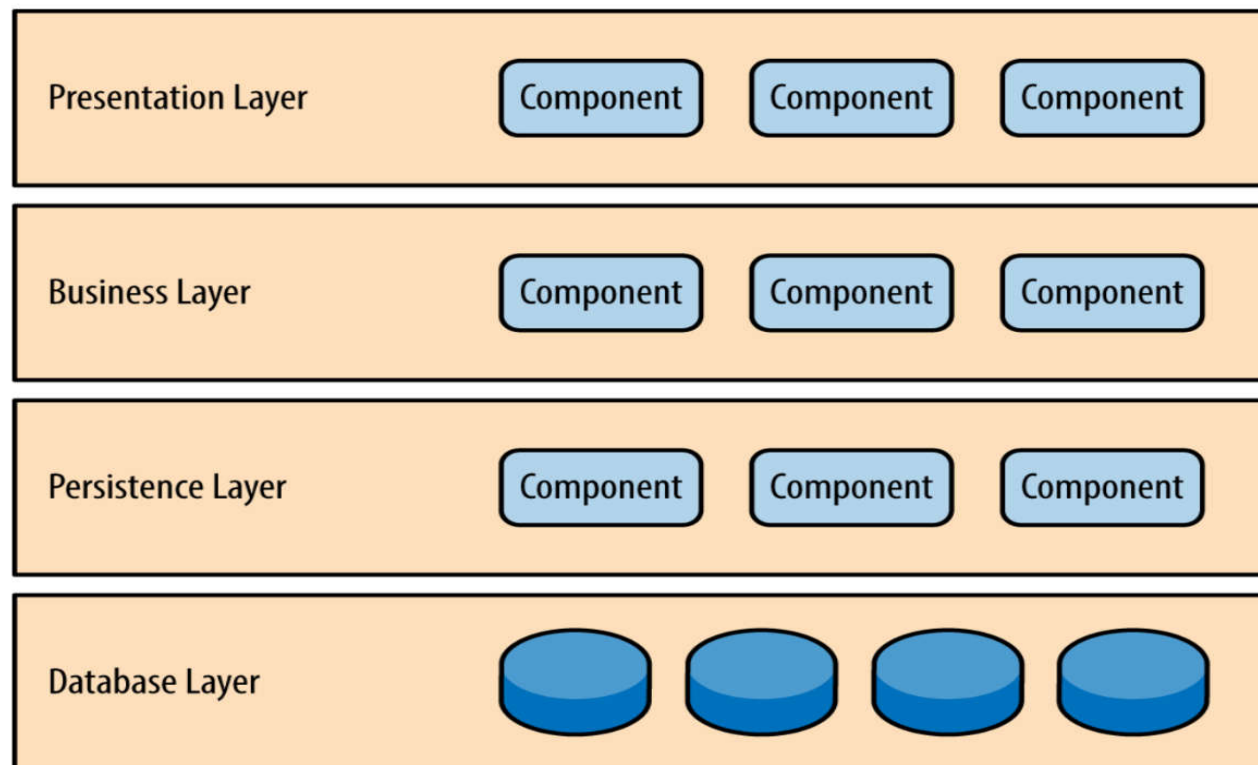 Presentation Layer Component Component Component
Business Layer Component Component Component
Persistence Layer Component Component Component
Database Layer